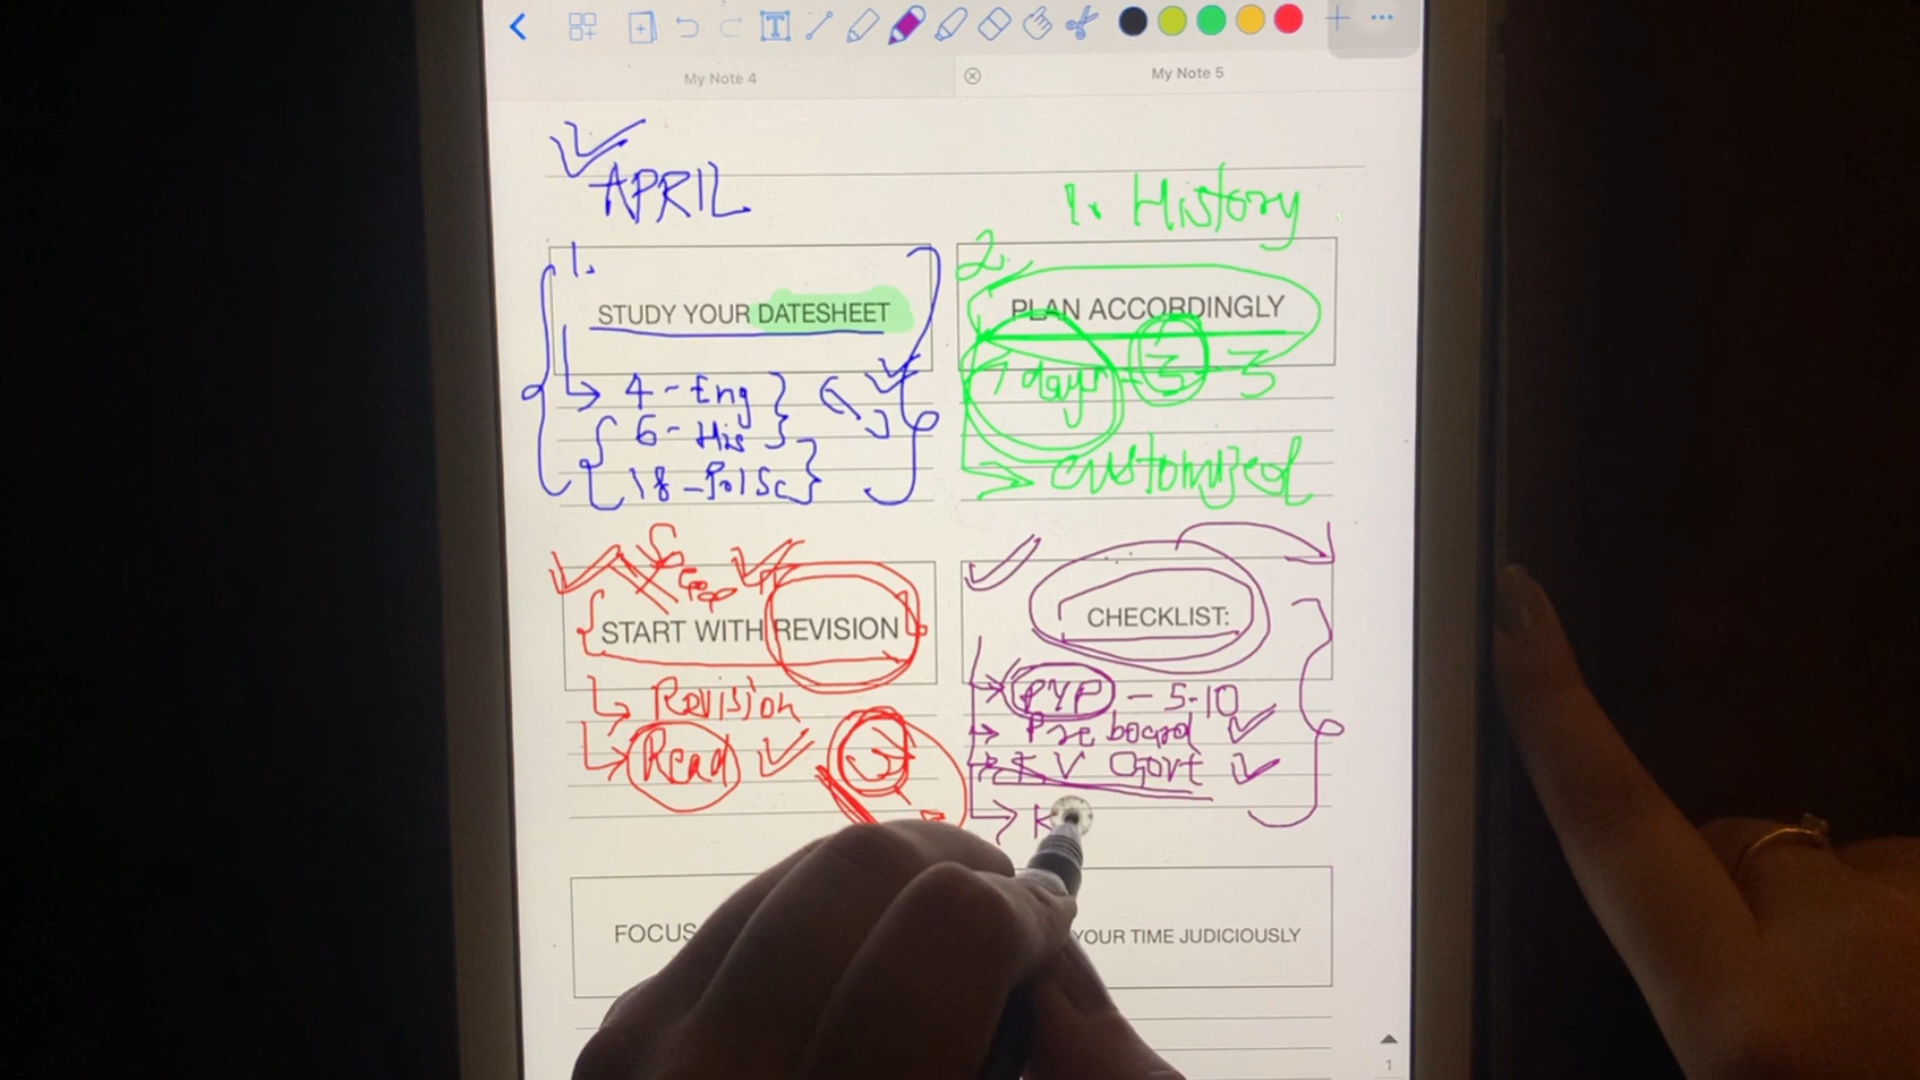 My Note 4
My Note 5
APRIL
1. History
1.
STUDY YOUR DATESHEET
4 - Eng
6 - His
18 - Pol Sc
2.
PLAN ACCORDINGLY
7 days - 3 - 3
customized
START WITH REVISION
Revision
Read
CHECKLIST:
PYP - 5-10
Pre board
K V Govt
K
FOCUS
YOUR TIME JUDICIOUSLY
1